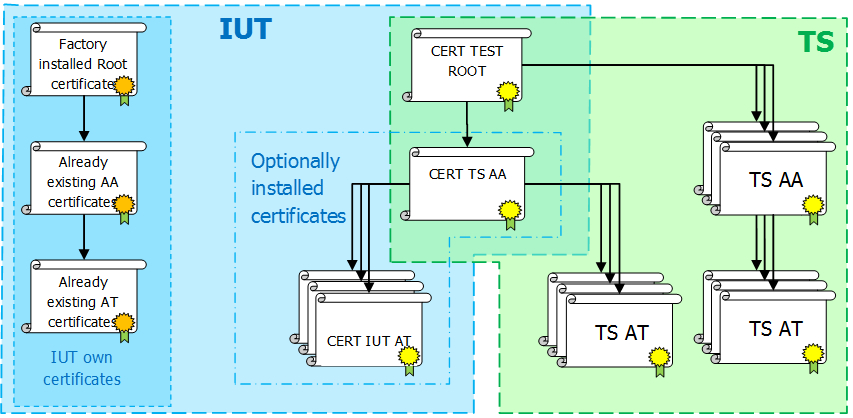 IUT
TS
Factory
installed Root
certificates
Already
existing AA
certificates
Already
existing AT
certificates
IUT own
certificates
CERT TEST
ROOT
Optionally
installed
certificates
CERT TS AA
CERT IUT AT
TS AT
TS AA
TS AT